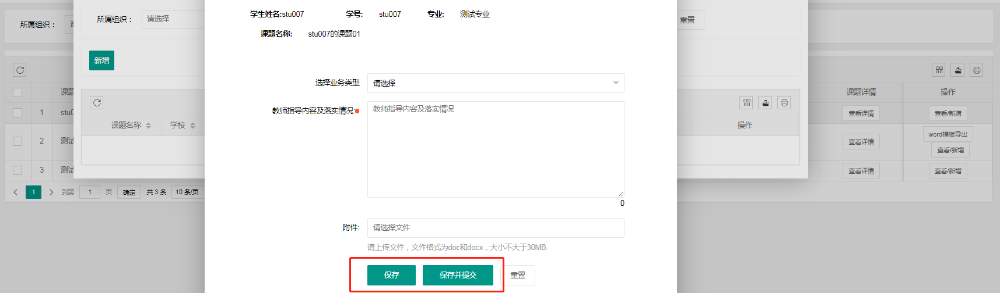 学生姓名:stu007 学号: stu007 专业: 测试专业
所属组织： 请 所属组织： 请选择 重置
课题名称: stu007的课题01
新增
选择业务类型 请选择
课题详情 操作
教师指导内容及落实情况: 教师指导内容及落实情况
1 stu0 查看详情 查看/新增
课题名称 学校 操作
2 测试 查看详情 word模板导出
查看/新增
3 测试 查看详情 查看/新增
1 到第 1 页 确定 共 3 条 10 条/页
0
附件: 请选择文件
请上传文件，文件格式为doc和docx，大小不大于30MB.
保存 保存并提交 重置